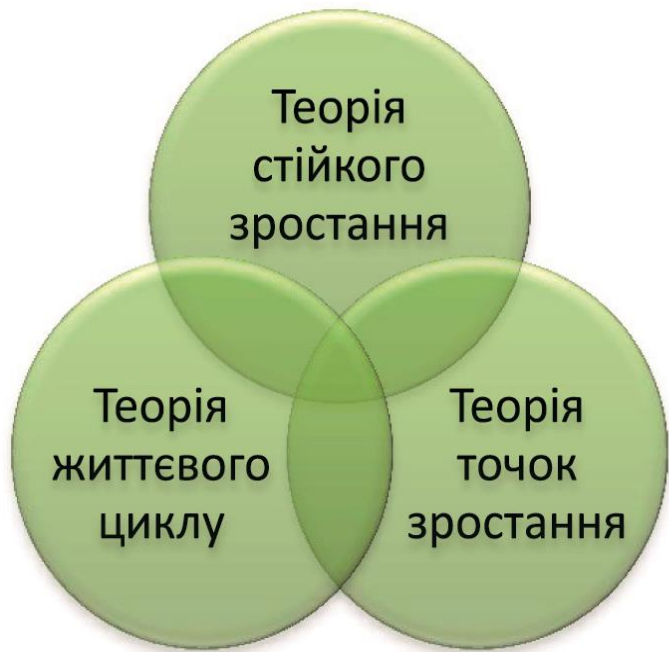 Теорія
стійкого
зростання
Теорія
життєвого
циклу
Теорія
точок
зростання